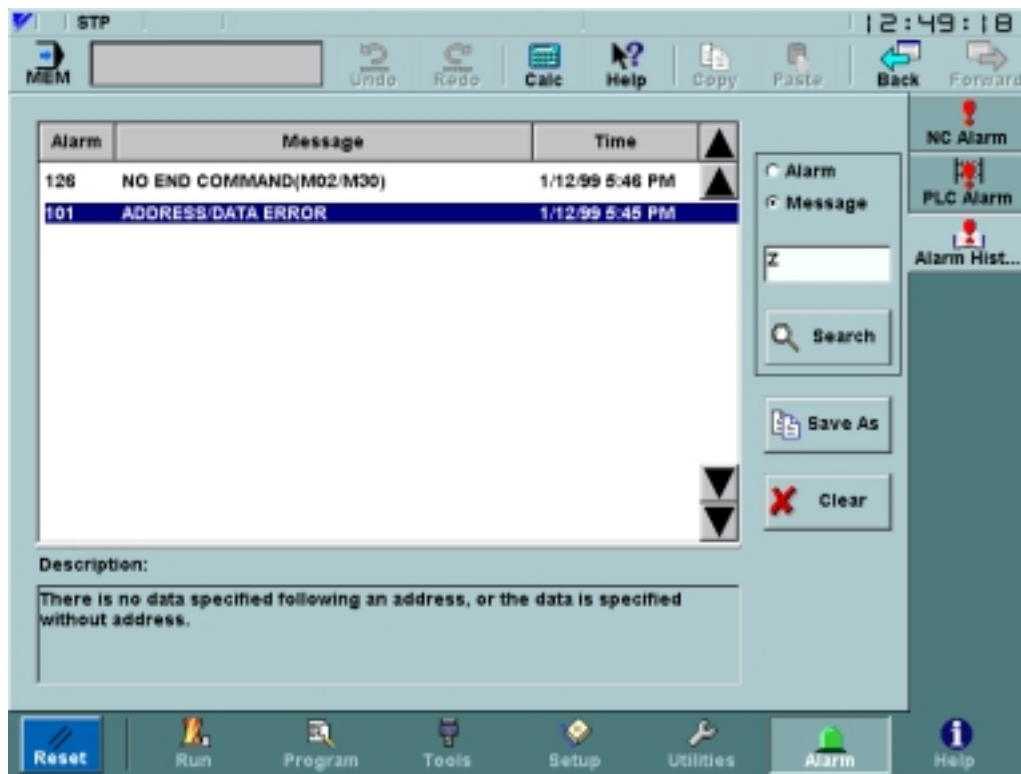 STP
12:49:18
MEM
Undo
Redo
Calc
Help
Copy
Paste
Back
Forward
Alarm Message Time
126 NO END COMMAND(M02/M30) 1/12/99 5:46 PM
101 ADDRESS/DATA ERROR 1/12/99 5:45 PM
Alarm
Message
Z
Search
Save As
Clear
NC Alarm
PLC Alarm
Alarm Hist...
Description:
There is no data specified following an address, or the data is specified
without address.
Reset
Run
Program
Tools
Setup
Utilities
Alarm
Help